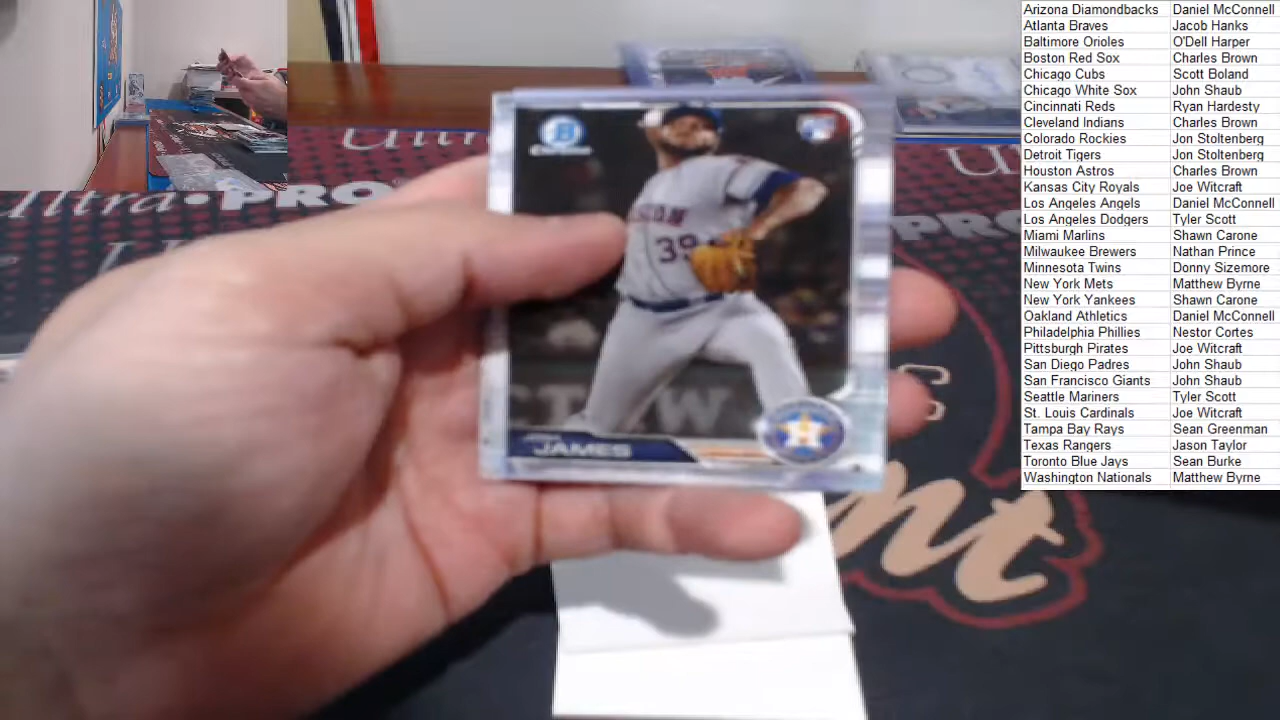 Arizona Diamondbacks Daniel McConnell
Atlanta Braves Jacob Hanks
Baltimore Orioles O'Dell Harper
Boston Red Sox Charles Brown
Chicago Cubs Scott Boland
Chicago White Sox John Shaub
Cincinnati Reds Ryan Hardesty
Cleveland Indians Charles Brown
Colorado Rockies Jon Stoltenberg
Detroit Tigers Jon Stoltenberg
Houston Astros Charles Brown
Kansas City Royals Joe Witcraft
Los Angeles Angels Daniel McConnell
Los Angeles Dodgers Tyler Scott
Miami Marlins Shawn Carone
Milwaukee Brewers Nathan Prince
Minnesota Twins Donny Sizemore
New York Mets Matthew Byrne
New York Yankees Shawn Carone
Oakland Athletics Daniel McConnell
Philadelphia Phillies Nestor Cortes
Pittsburgh Pirates Joe Witcraft
San Diego Padres John Shaub
San Francisco Giants John Shaub
Seattle Mariners Tyler Scott
St. Louis Cardinals Joe Witcraft
Tampa Bay Rays Sean Greenman
Texas Rangers Jason Taylor
Toronto Blue Jays Sean Burke
Washington Nationals Matthew Byrne
Ultra
U
Ultra PRO
PRO
B
39
JAMES
H